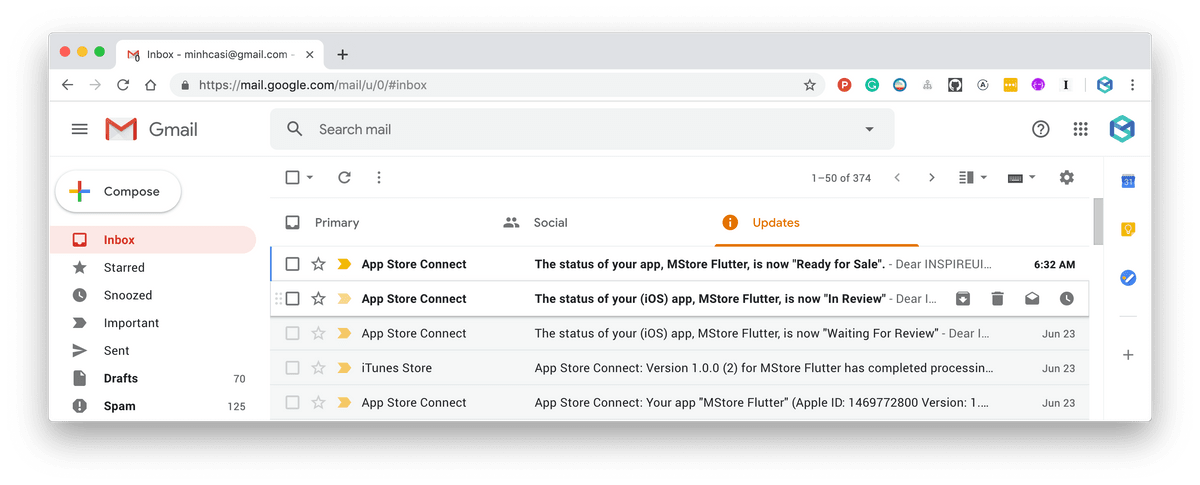 Inbox - minhcasi@gmail.com -
https://mail.google.com/mail/u/0/#inbox
Gmail
Search mail
Compose
1–50 of 374
31
Primary
Social
Updates
Inbox
Starred
Snoozed
Important
Sent
Drafts 70
Spam 125
App Store Connect The status of your app, MStore Flutter, is now "Ready for Sale". - Dear INSPIREUI... 6:32 AM
App Store Connect The status of your (iOS) app, MStore Flutter, is now "In Review" - Dear I...
App Store Connect The status of your (iOS) app, MStore Flutter, is now "Waiting For Review" - Dear I... Jun 23
iTunes Store App Store Connect: Version 1.0.0 (2) for MStore Flutter has completed processin... Jun 23
App Store Connect App Store Connect: Your app "MStore Flutter" (Apple ID: 1469772800 Version: 1.... Jun 23